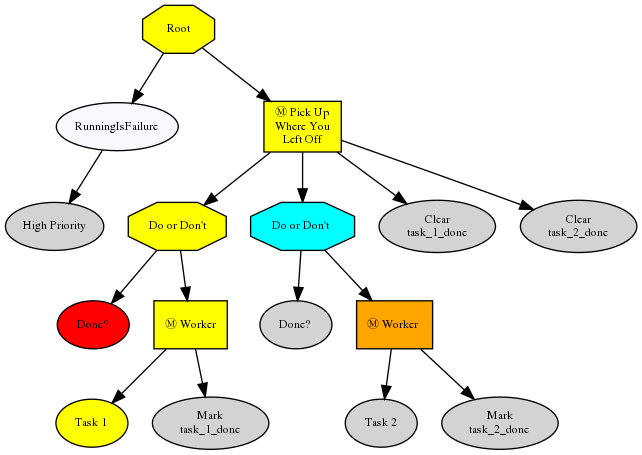 Root
RunningIsFailure
Ⓜ Pick Up
Where You
Left Off
High Priority
Do or Don't
Do or Don't
Clear
task_1_done
Clear
task_2_done
Done?
Ⓜ Worker
Done?
Ⓜ Worker
Task 1
Mark
task_1_done
Task 2
Mark
task_2_done